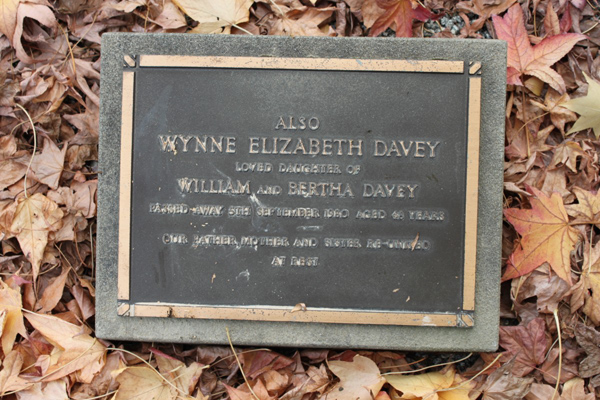 ALSO
WYNNE ELIZABETH DAVEY
LOVED DAUGHTER OF
WILLIAM AND BERTHA DAVEY
PASSED AWAY 5TH SEPTEMBER AGED YEARS
OUR FATHER, MOTHER AND SISTER RE-UNITED
AT REST